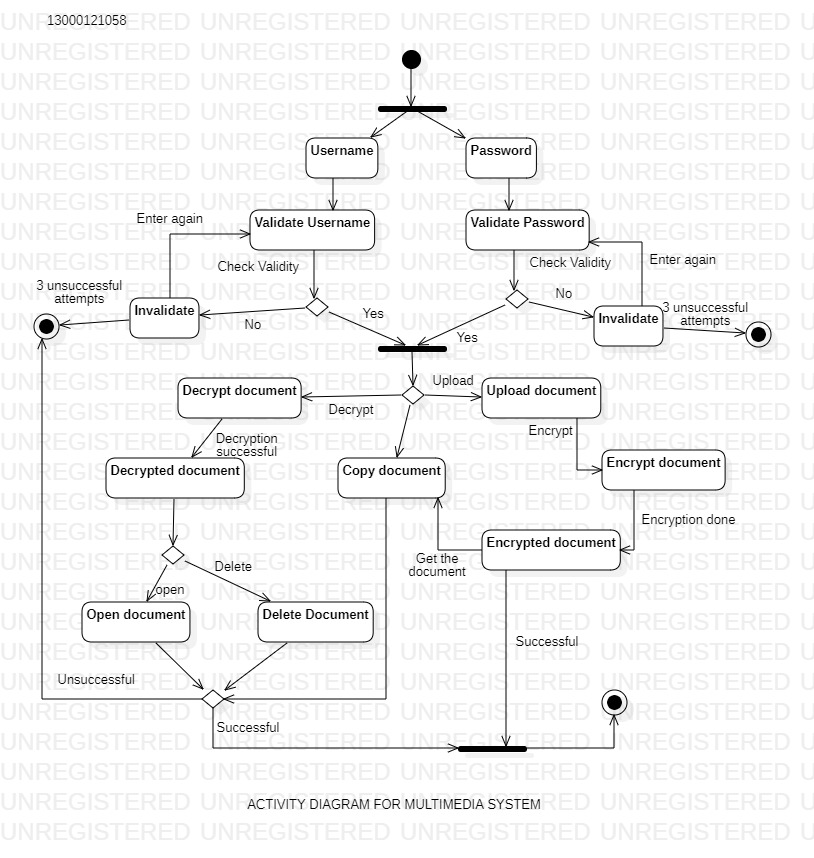 13000121058
Username
Password
Validate Username
Validate Password
Enter again
Check Validity
Check Validity
Enter again
3 unsuccessful
attempts
Invalidate
No
Yes
No
Yes
Invalidate
3 unsuccessful
attempts
Decrypt document
Decrypt
Upload
Upload document
Decryption
successful
Encrypt
Decrypted document
Copy document
Encrypt document
Encryption done
Encrypted document
Get the
document
open
Delete
Open document
Delete Document
Successful
Unsuccessful
Successful
ACTIVITY DIAGRAM FOR MULTIMEDIA SYSTEM
UNREGISTERED